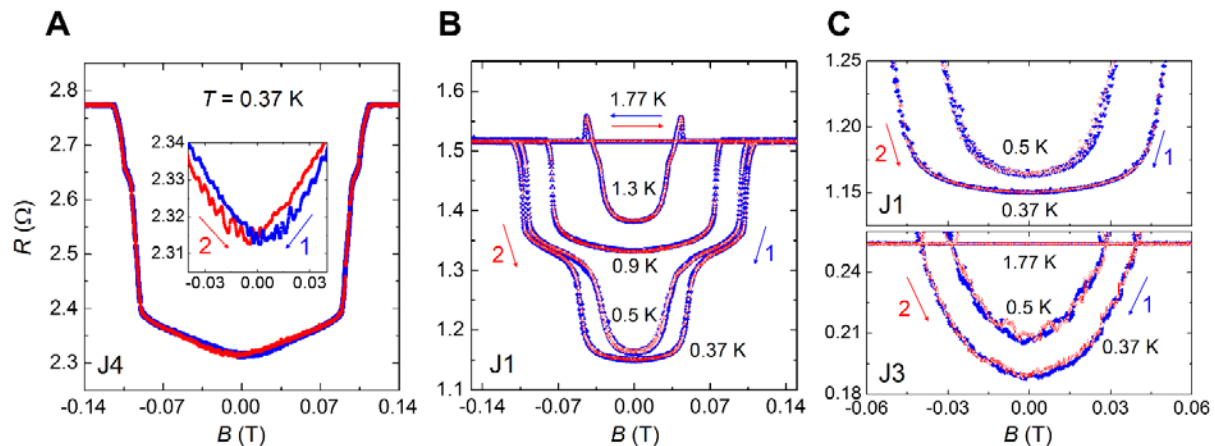 A
2.8
2.7
2.6
2.5
2.4
2.3
R (Ω)
T = 0.37 K
2.34
2.33
2.32
2.31
-0.03 0.00 0.03
2
1
J4
-0.14 -0.07 0.00 0.07 0.14
B (T)
B
1.6
1.5
1.4
1.3
1.2
1.1
1.77 K
1.3 K
0.9 K
0.5 K
0.37 K
2
1
J1
-0.14 -0.07 0.00 0.07 0.14
B (T)
C
1.25
1.20
1.15
2
1
0.5 K
0.37 K
J1
0.24
0.21
0.18
1.77 K
2
1
0.5 K
0.37 K
J3
-0.06 -0.03 0.00 0.03 0.06
B (T)